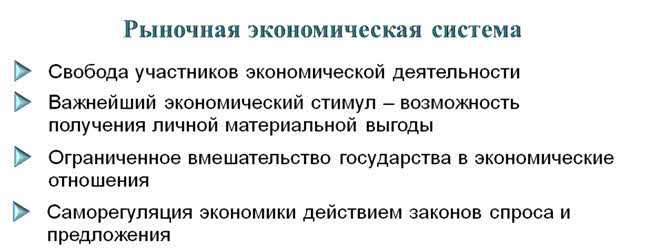 Рыночная экономическая система
Свобода участников экономической деятельности
Важнейший экономический стимул – возможность
получения личной материальной выгоды
Ограниченное вмешательство государства в экономические
отношения
Саморегуляция экономики действием законов спроса и
предложения